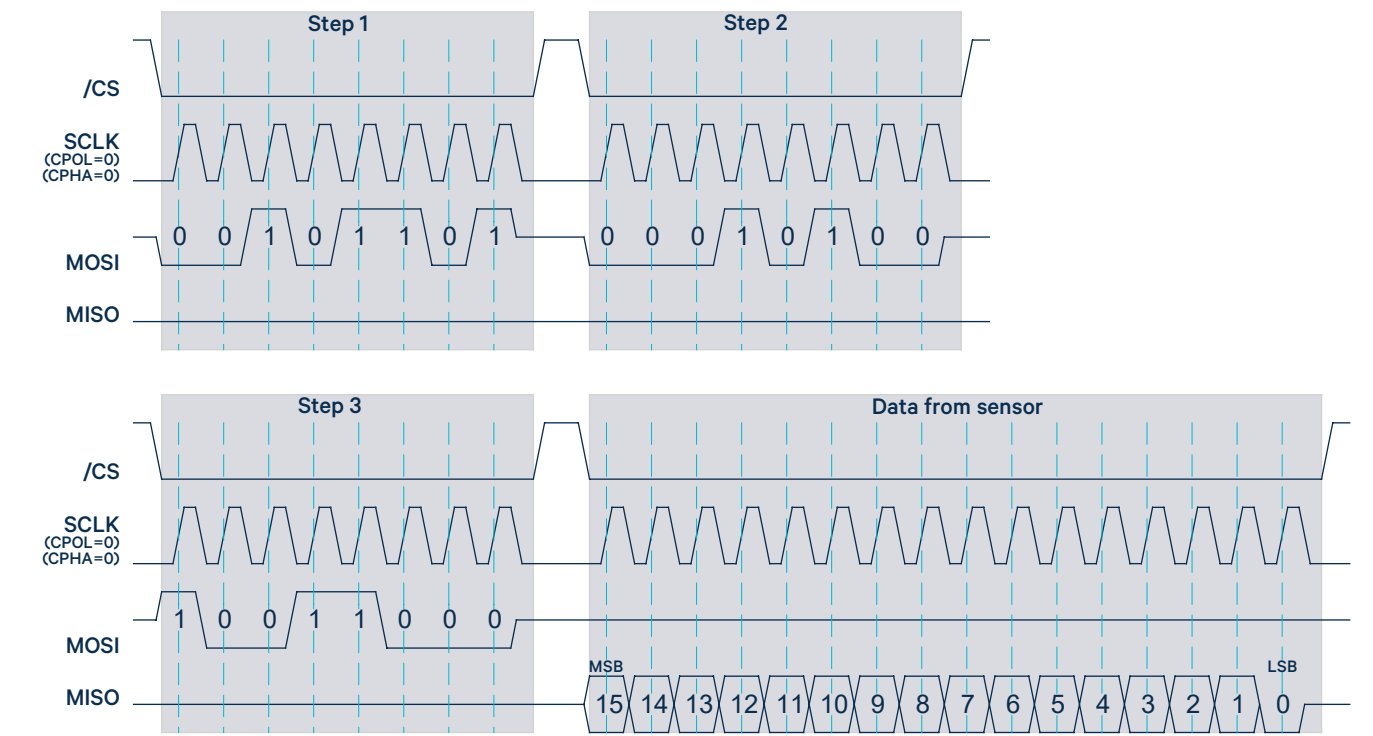 Step 1 Step 2
/CS
SCLK
(CPOL=0)
(CPHA=0)
0 0 1 0 1 1 0 1 0 0 0 1 0 1 0 0
MOSI
MISO
Step 3 Data from sensor
/CS
SCLK
(CPOL=0)
(CPHA=0)
1 0 0 1 1 0 0 0
MOSI
MSB LSB
MISO 15 14 13 12 11 10 9 8 7 6 5 4 3 2 1 0